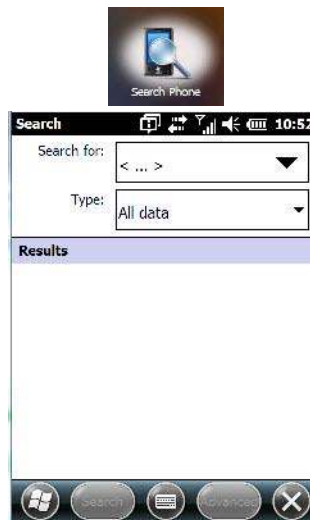 Search Phone
Search 10:52
Search for:
< ... >
Type:
All data
Results
Search
Advanced